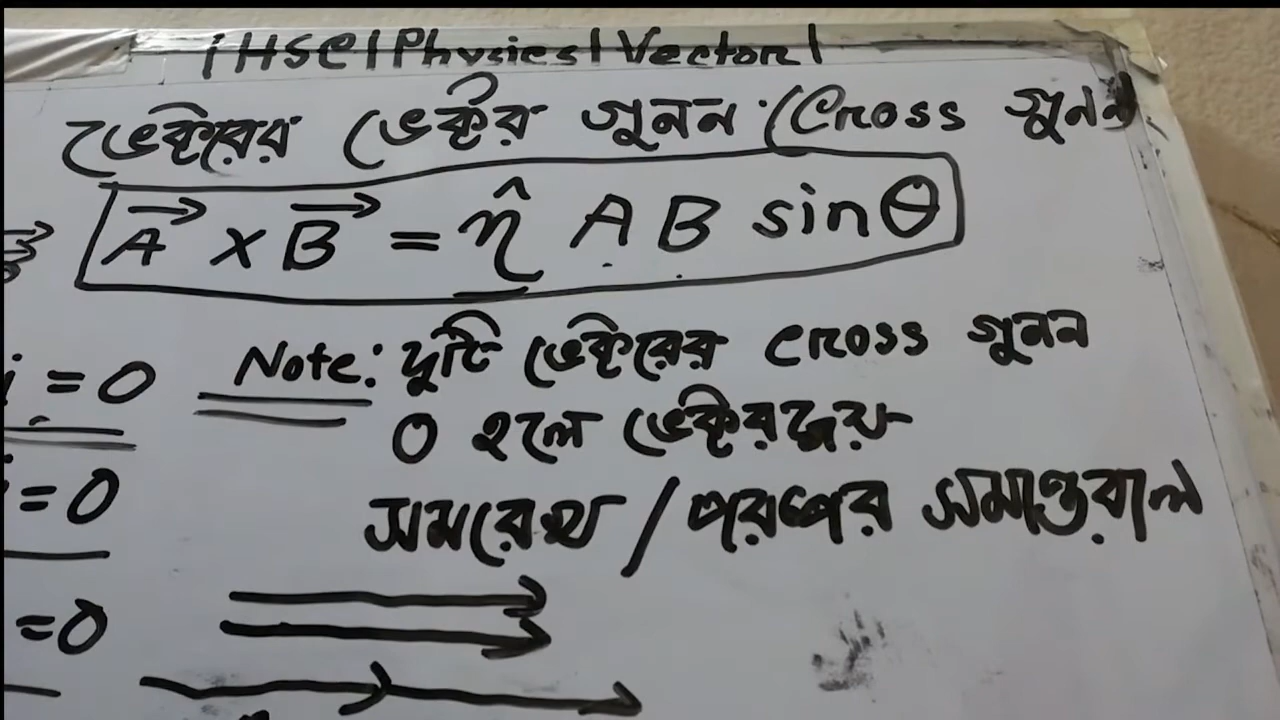 |HSC|Physics|Vector|
ভেক্টরের ভেক্টর গুনন (Cross গুনন
A × B = η̂ A B sinθ
= 0
Note: দুটি ভেক্টরের cross গুনন
0 হলে ভেক্টরদ্বয়
= 0
সমরেখ / পরস্পর সমান্তরাল
= 0